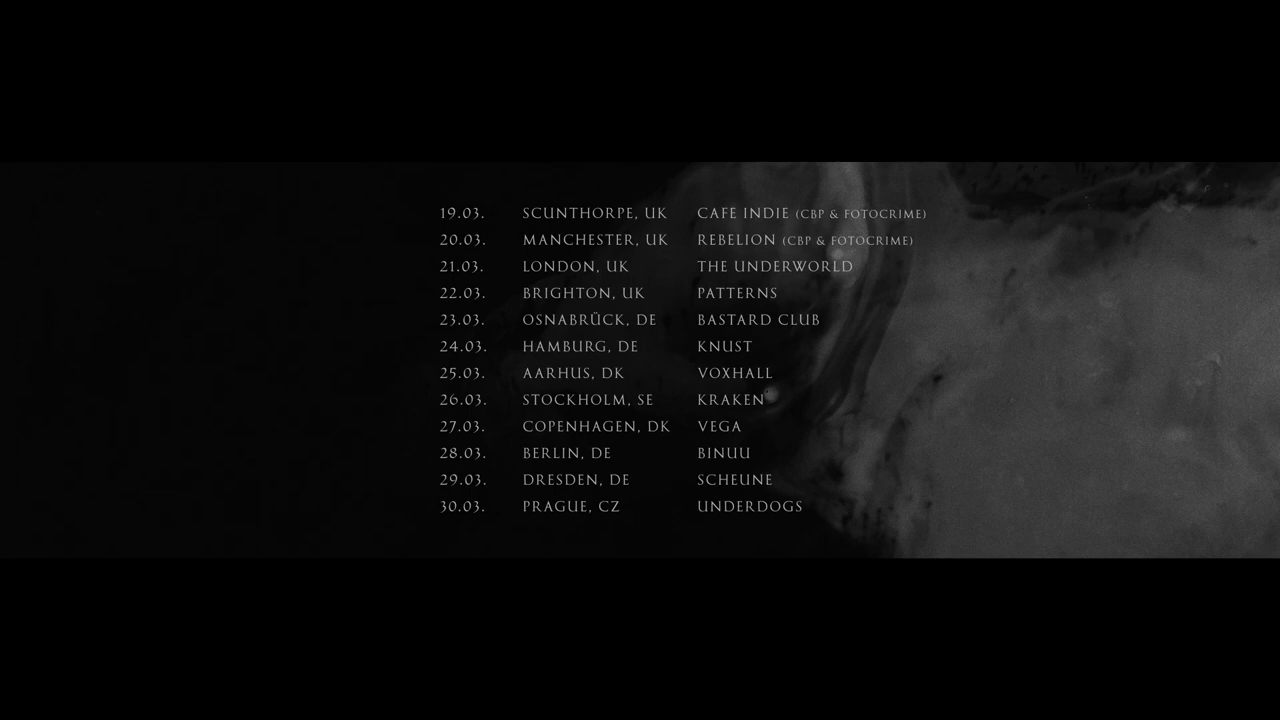 19.03. SCUNTHORPE, UK CAFE INDIE (CBP & FOTOCRIME)
20.03. MANCHESTER, UK REBELION (CBP & FOTOCRIME)
21.03. LONDON, UK THE UNDERWORLD
22.03. BRIGHTON, UK PATTERNS
23.03. OSNABRÜCK, DE BASTARD CLUB
24.03. HAMBURG, DE KNUST
25.03. AARHUS, DK VOXHALL
26.03. STOCKHOLM, SE KRAKEN
27.03. COPENHAGEN, DK VEGA
28.03. BERLIN, DE BINUU
29.03. DRESDEN, DE SCHEUNE
30.03. PRAGUE, CZ UNDERDOGS